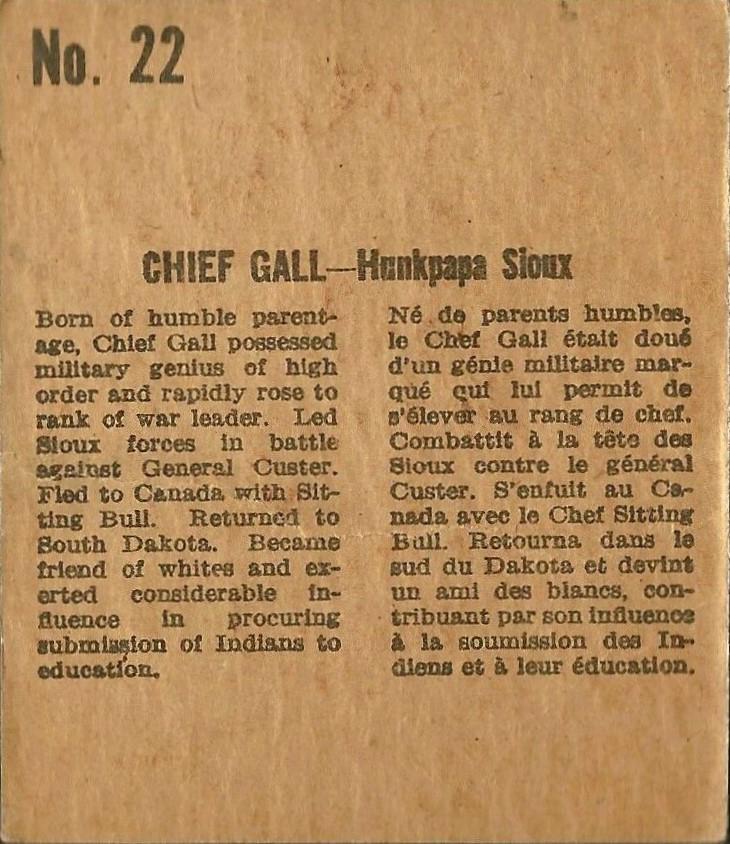 No. 22
CHIEF GALL—Hunkpapa Sioux
Born of humble parent-
age, Chief Gall possessed
military genius of high
order and rapidly rose to
rank of war leader. Led
Sioux forces in battle
against General Custer.
Fled to Canada with Sit-
ting Bull. Returned to
South Dakota. Became
friend of whites and ex-
erted considerable in-
fluence in procuring
submission of Indians to
education.
Né de parents humbles,
le Chef Gall était doué
d'un génie militaire mar-
qué qui lui permit de
s'élever au rang de chef.
Combattit à la tête des
Sioux contre le général
Custer. S'enfuit au Ca-
nada avec le Chef Sitting
Bull. Retourna dans le
sud du Dakota et devint
un ami des blancs, con-
tribuant par son influence
à la soumission des In-
diens et à leur éducation.